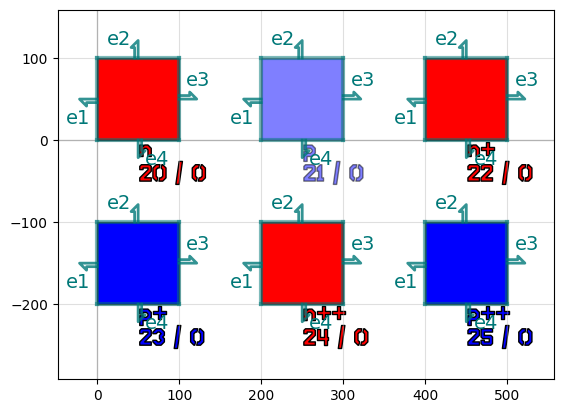 e2 e2 e2
100
e3 e3 e3
e1 e1 e1
0
n p n+
e4 e4 e4
20 / 0 21 / 0 22 / 0
e2 e2 e2
−100
e3 e3 e3
e1 e1 e1
−200
p+ n++ p++
e4 e4 e4
23 / 0 24 / 0 25 / 0
0 100 200 300 400 500